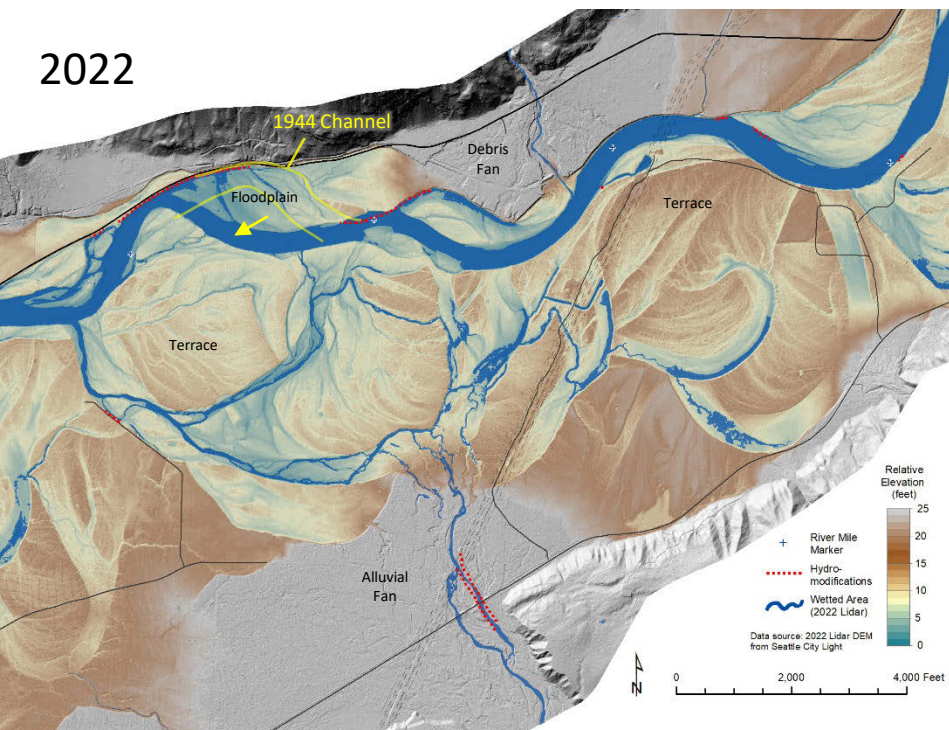 2022
1944 Channel
Debris
Fan
Floodplain
Terrace
Terrace
Alluvial
Fan
Relative
Elevation
(feet)
25
20
15
10
5
0
River Mile
Marker
Hydro-
modifications
Wetted Area
(2022 Lidar)
Data source: 2022 Lidar DEM
from Seattle City Light
N
0 2,000 4,000 Feet